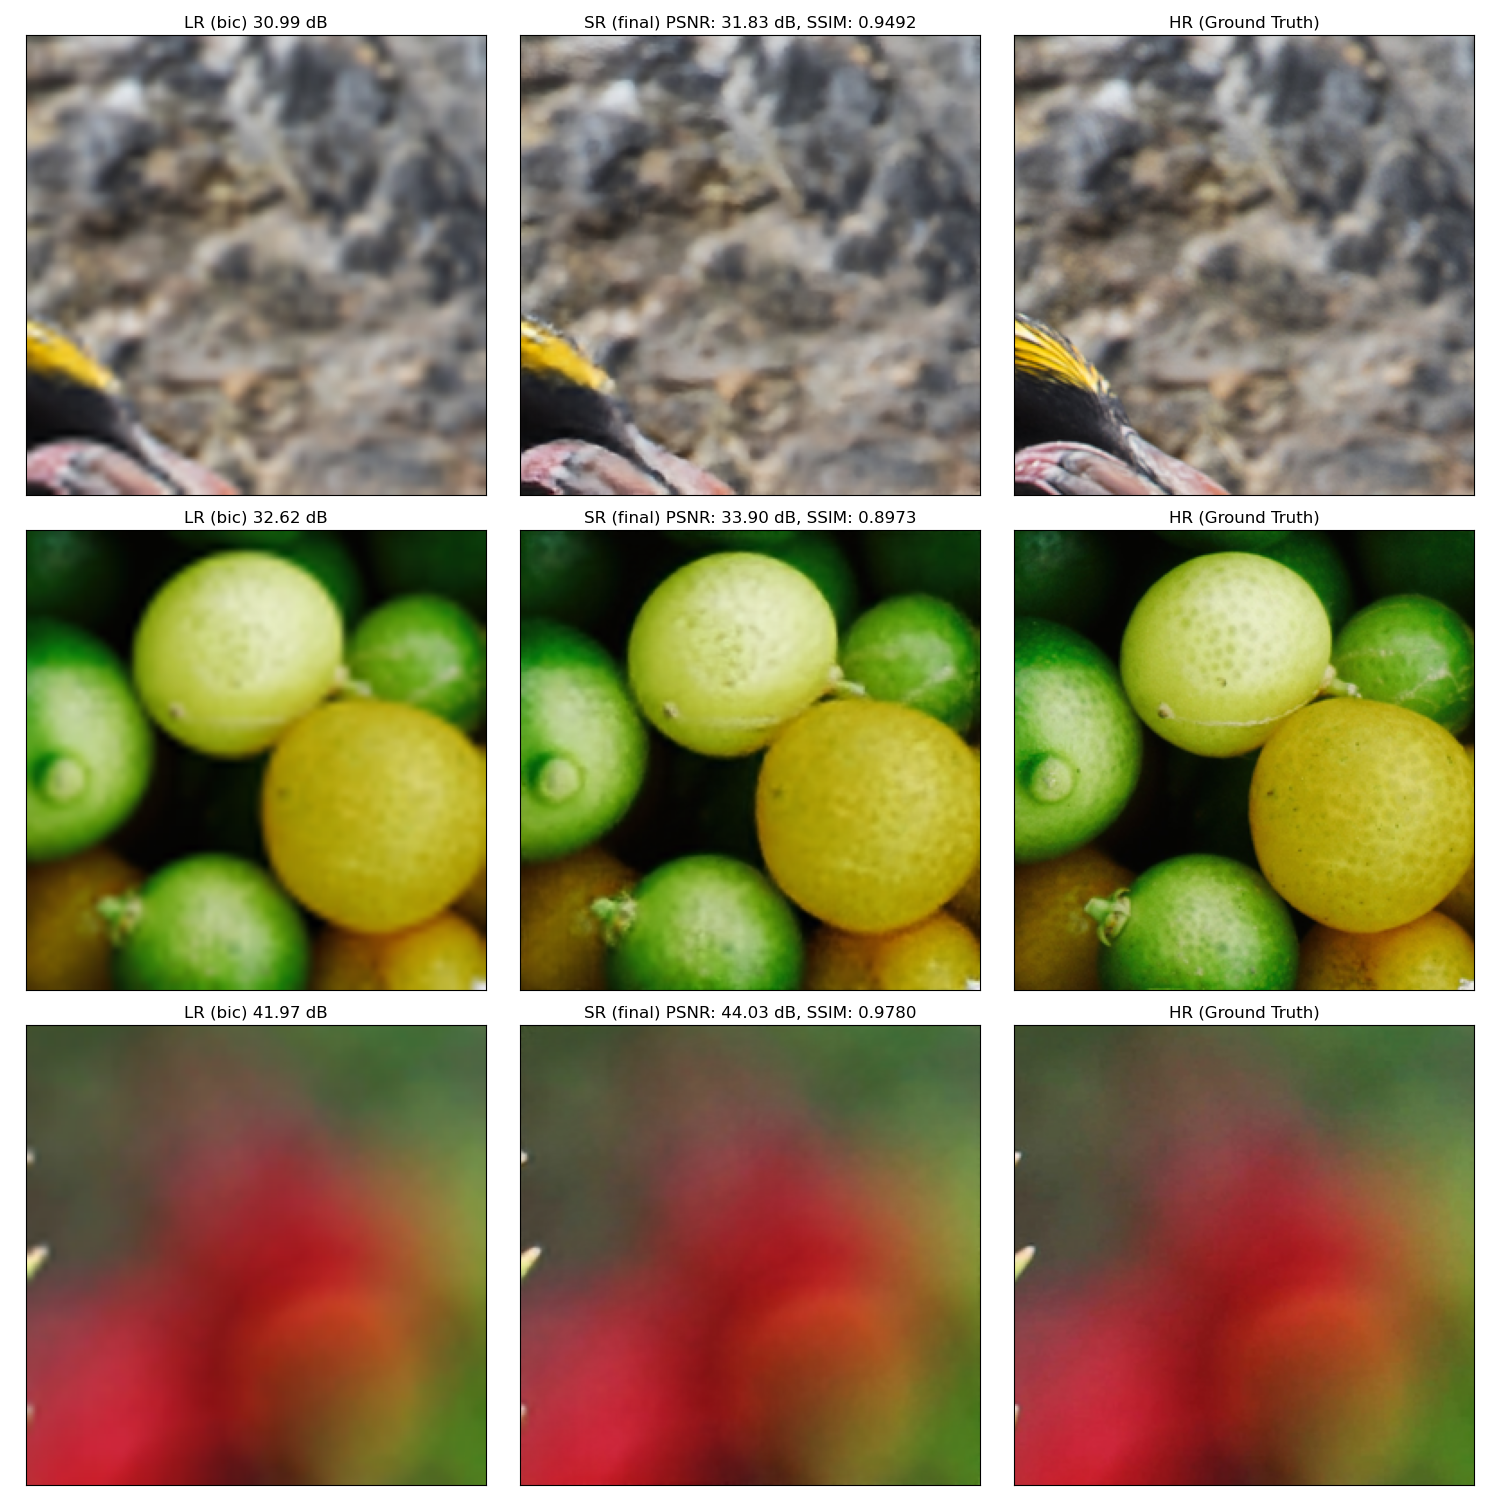 LR (bic) 30.99 dB
SR (final) PSNR: 31.83 dB, SSIM: 0.9492
HR (Ground Truth)
LR (bic) 32.62 dB
SR (final) PSNR: 33.90 dB, SSIM: 0.8973
HR (Ground Truth)
LR (bic) 41.97 dB
SR (final) PSNR: 44.03 dB, SSIM: 0.9780
HR (Ground Truth)